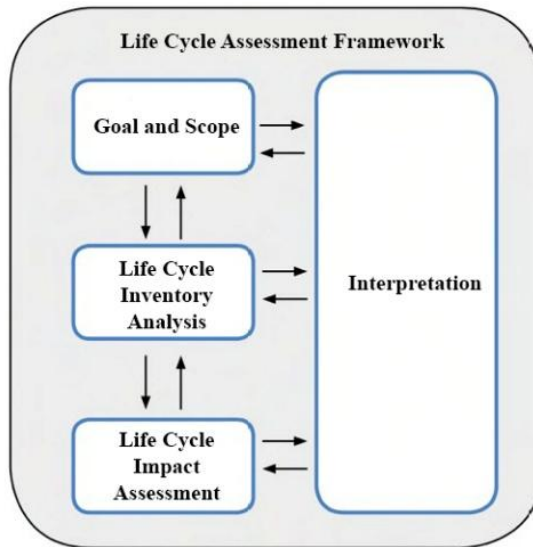 Life Cycle Assessment Framework
Goal and Scope
Life Cycle
Inventory
Analysis
Interpretation
Life Cycle
Impact
Assessment